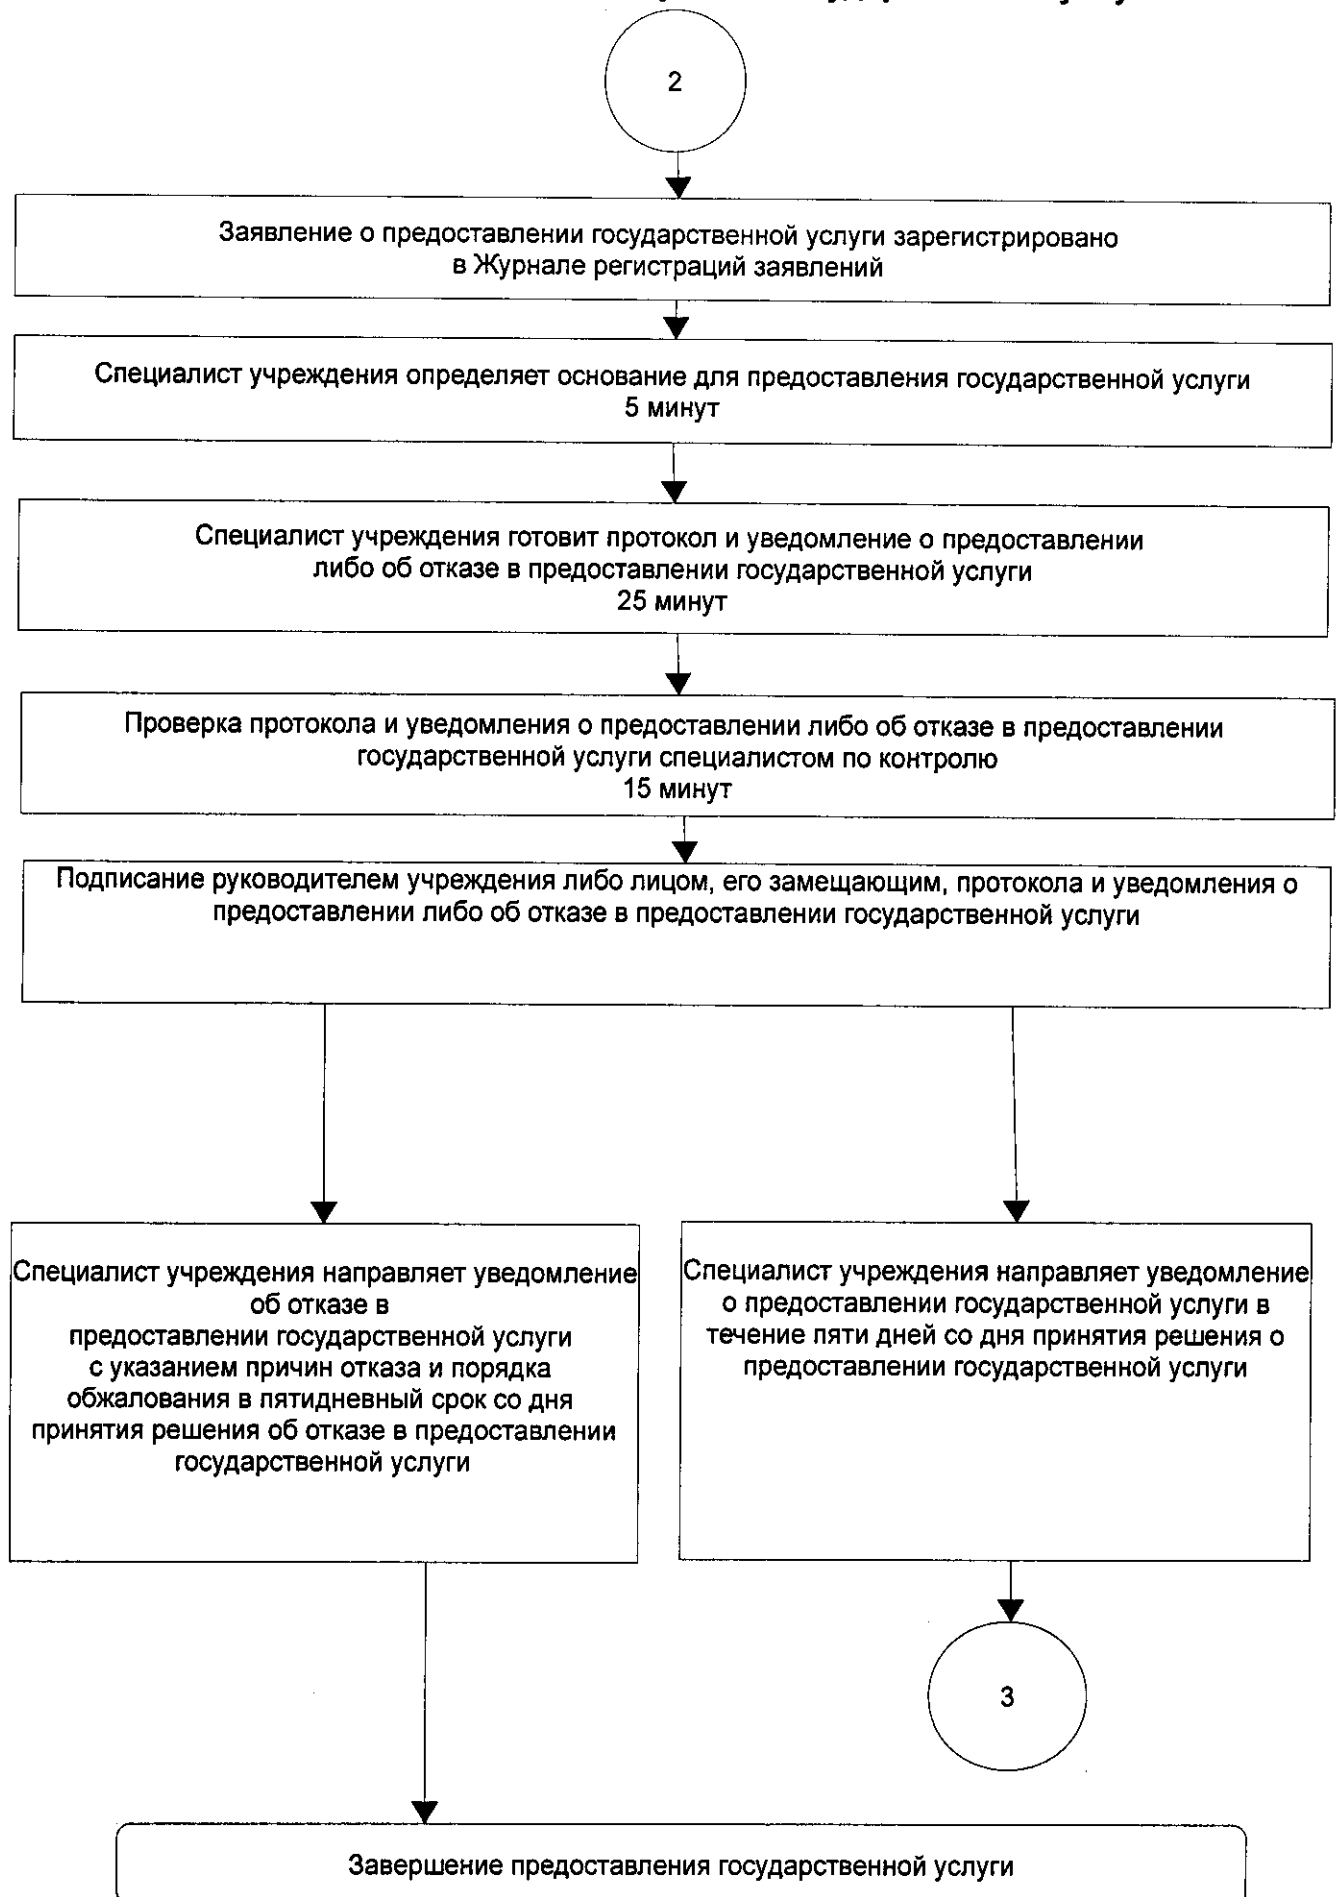 2
Заявление о предоставлении государственной услуги зарегистрировано
в Журнале регистраций заявлений
Специалист учреждения определяет основание для предоставления государственной услуги
5 минут
Специалист учреждения готовит протокол и уведомление о предоставлении
либо об отказе в предоставлении государственной услуги
25 минут
Проверка протокола и уведомления о предоставлении либо об отказе в предоставлении
государственной услуги специалистом по контролю
15 минут
Подписание руководителем учреждения либо лицом, его замещающим, протокола и уведомления о
предоставлении либо об отказе в предоставлении государственной услуги
Специалист учреждения направляет уведомление
об отказе в
предоставлении государственной услуги
с указанием причин отказа и порядка
обжалования в пятидневный срок со дня
принятия решения об отказе в предоставлении
государственной услуги
Специалист учреждения направляет уведомление
о предоставлении государственной услуги в
течение пяти дней со дня принятия решения о
предоставлении государственной услуги
3
Завершение предоставления государственной услуги